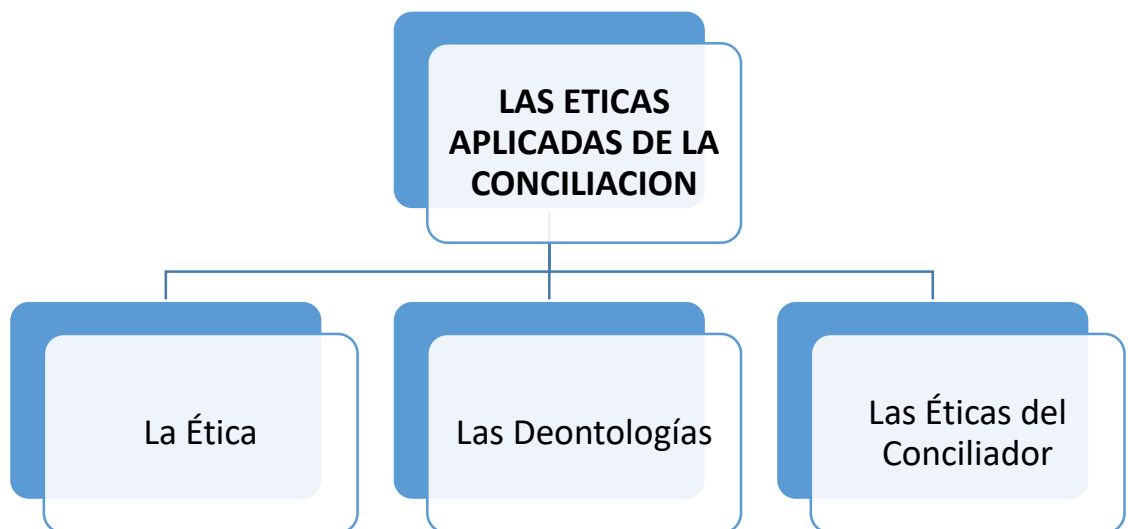 LAS ETICAS
APLICADAS DE LA
CONCILIACION
La Ética
Las Deontologías
Las Éticas del
Conciliador